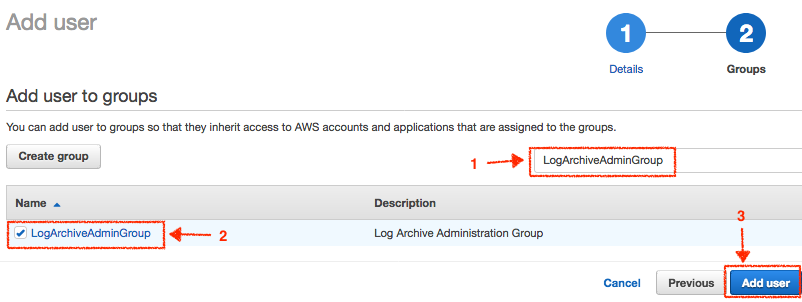 Add user
1
2
Details
Groups
Add user to groups
You can add user to groups so that they inherit access to AWS accounts and applications that are assigned to the groups.
Create group
1
LogArchiveAdminGroup
Name
Description
LogArchiveAdminGroup
2
Log Archive Administration Group
3
Cancel
Previous
Add user